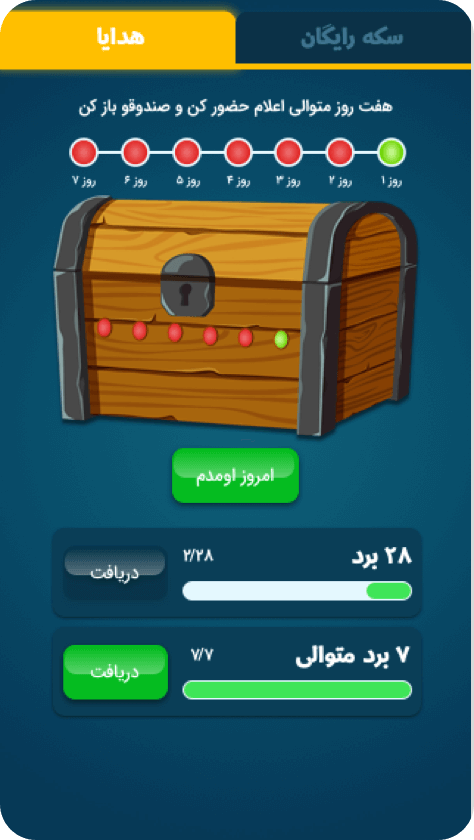 سکه رایگان
هدایا
هفت روز متوالی اعلام حضور کن و صندوقو باز کن
روز ۱ روز ۲ روز ۳ روز ۴ روز ۵ روز ۶ روز ۷
امروز اومدم
۲۸ برد
۲/۲۸
دریافت
۷ برد متوالی
۷/۷
دریافت